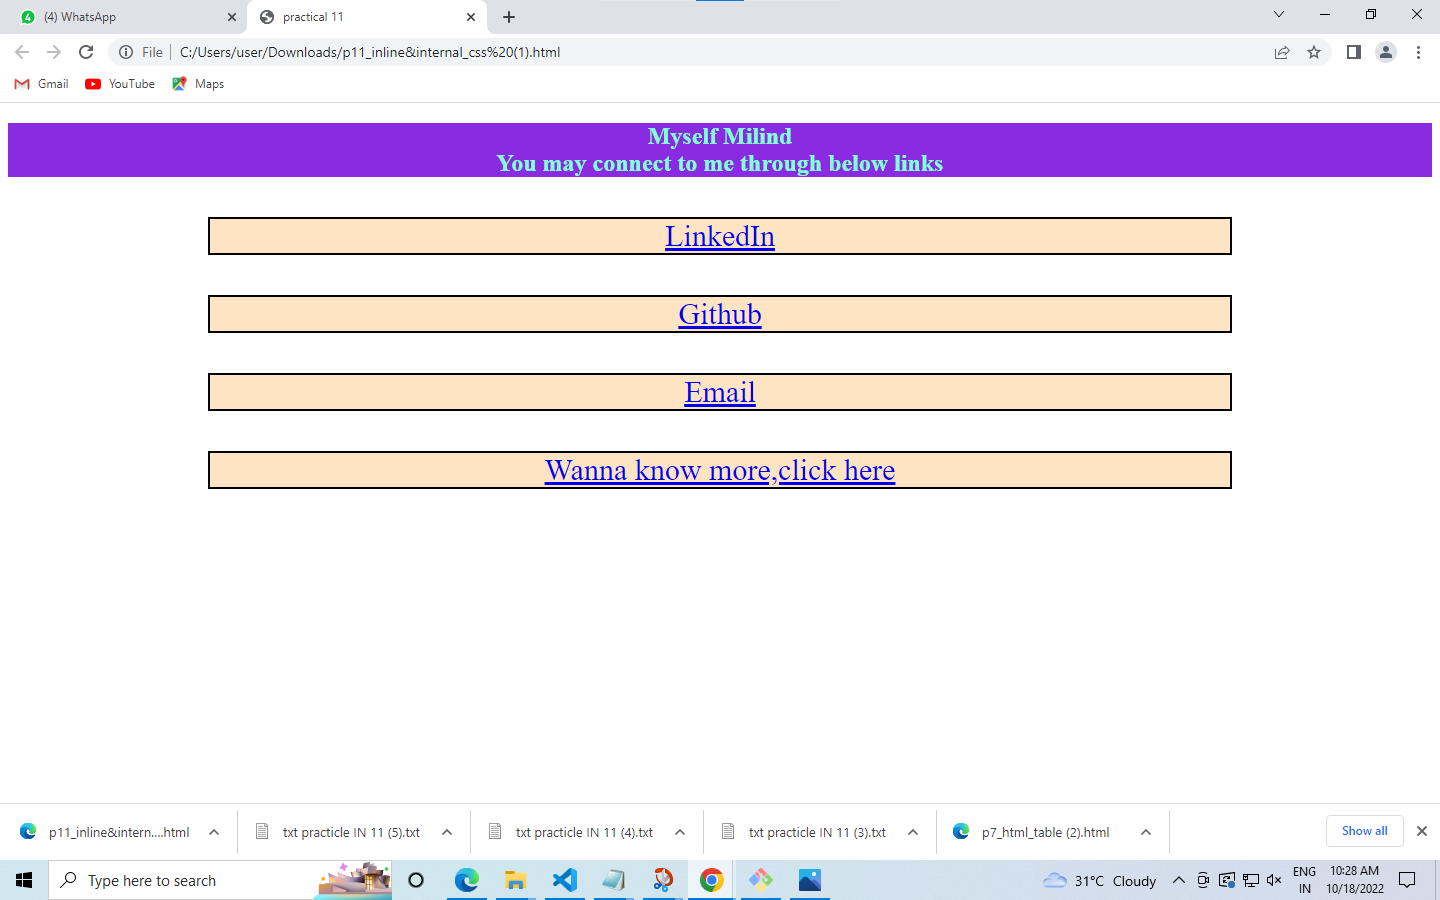 (4) WhatsApp
practical 11
File
C:/Users/user/Downloads/p11_inline&internal_css%20(1).html
Gmail
YouTube
Maps
Myself Milind
You may connect to me through below links
LinkedIn
Github
Email
Wanna know more,click here
p11_inline&intern....html
txt practicle IN 11 (5).txt
txt practicle IN 11 (4).txt
txt practicle IN 11 (3).txt
p7_html_table (2).html
Show all
Type here to search
31°C Cloudy
ENG
IN
10:28 AM
10/18/2022